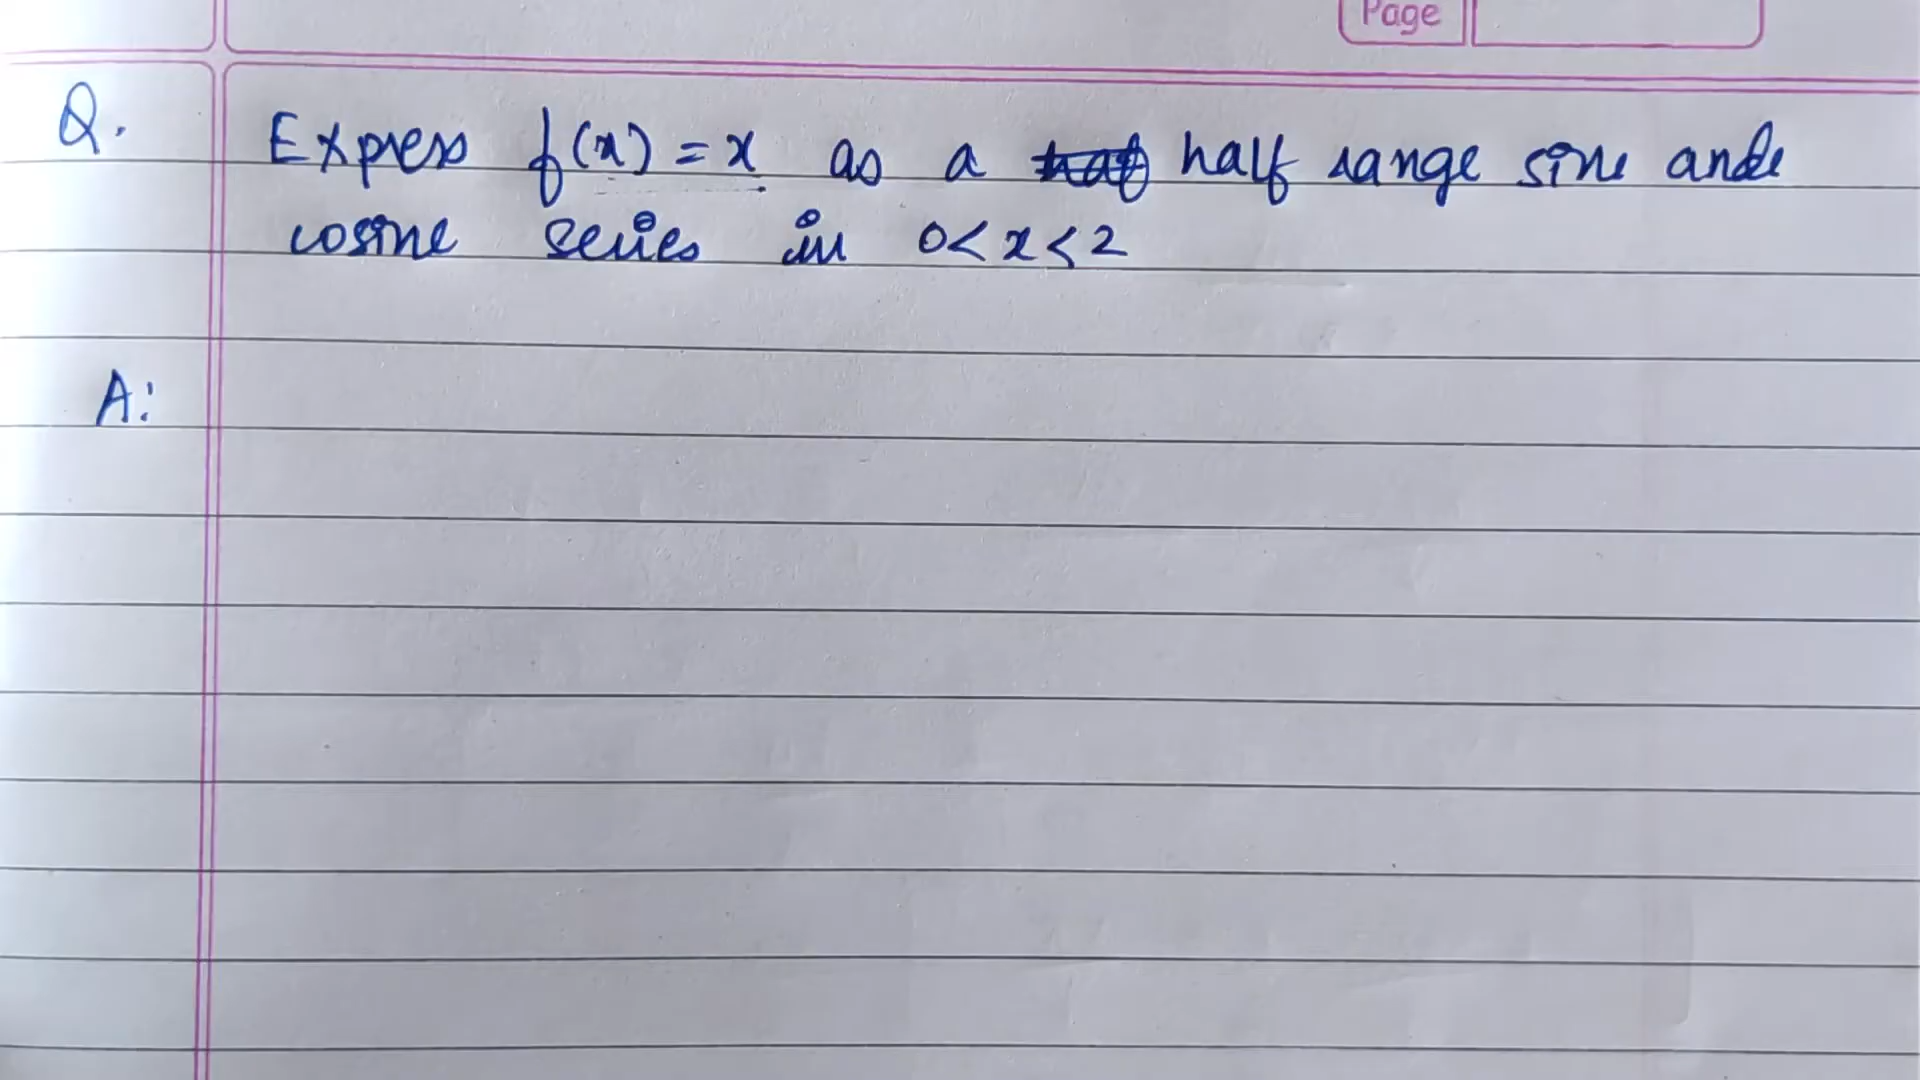 Page
Q. Express f(x) = x as a half range sine and
cosine series in 0<x<2
A: